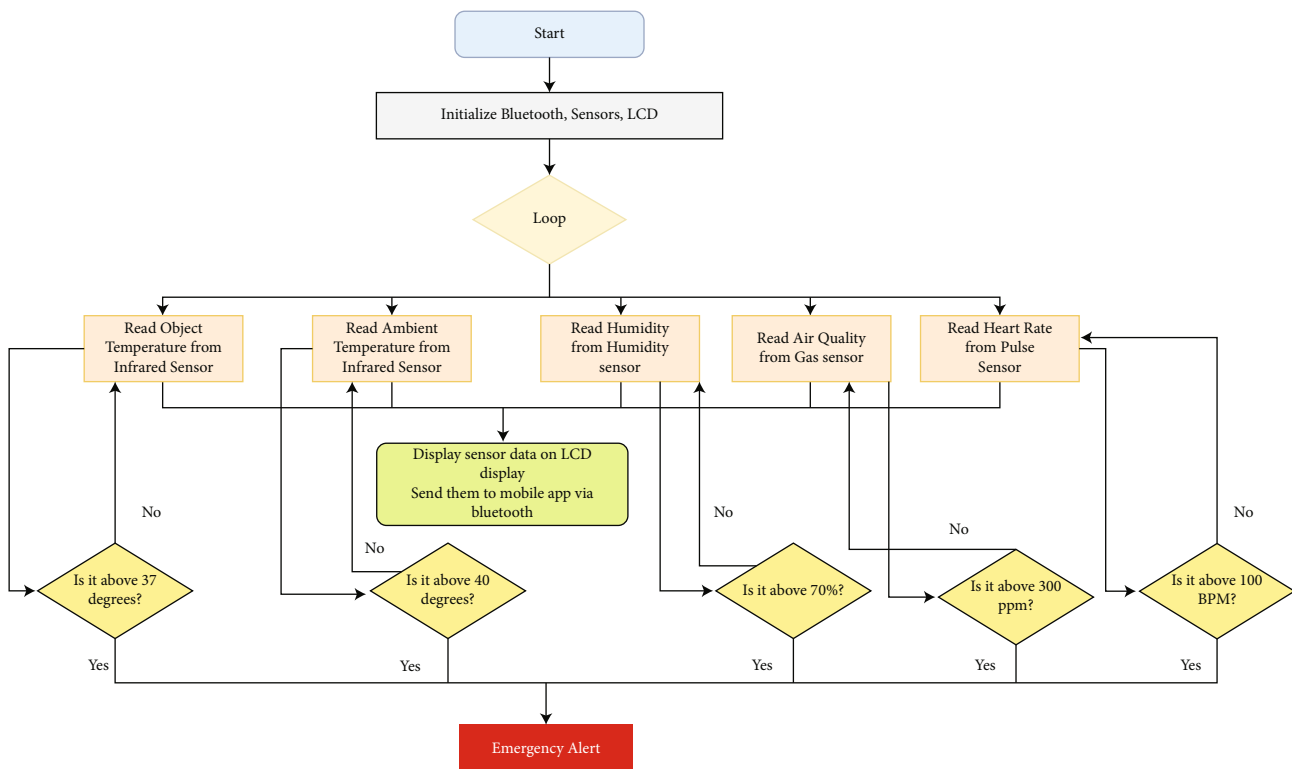 Start
Initialize Bluetooth, Sensors, LCD
Loop
Read Object
Temperature from
Infrared Sensor
Read Ambient
Temperature from
Infrared Sensor
Read Humidity
from Humidity
sensor
Read Air Quality
from Gas sensor
Read Heart Rate
from Pulse
Sensor
Display sensor data on LCD
display
Send them to mobile app via
bluetooth
No
No
No
No
No
Is it above 37
degrees?
Is it above 40
degrees?
Is it above 70%?
Is it above 300
ppm?
Is it above 100
BPM?
Yes
Yes
Yes
Yes
Yes
Emergency Alert